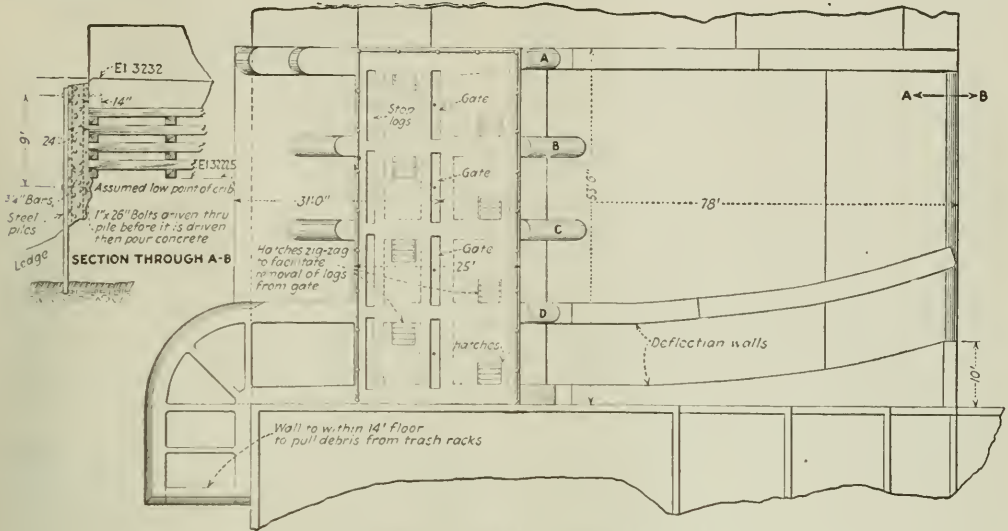 El 3232
14"
9'
24
El 3222.5
Assumed low point of crib
3/4" Bars
Steel piles
Ledge
1"x 26" Bolts driven thru
pile before it is driven
then pour concrete
SECTION THROUGH A-B
Stop
logs
Gate
Gate
Gate
31'-0"
25'
Hatches zig-zag
to facilitate
removal of logs
from gate
Hatches
A
B
C
D
53'6"
78'
A
B
Deflection walls
10'
Wall to within 14' floor
to pull debris from trash racks